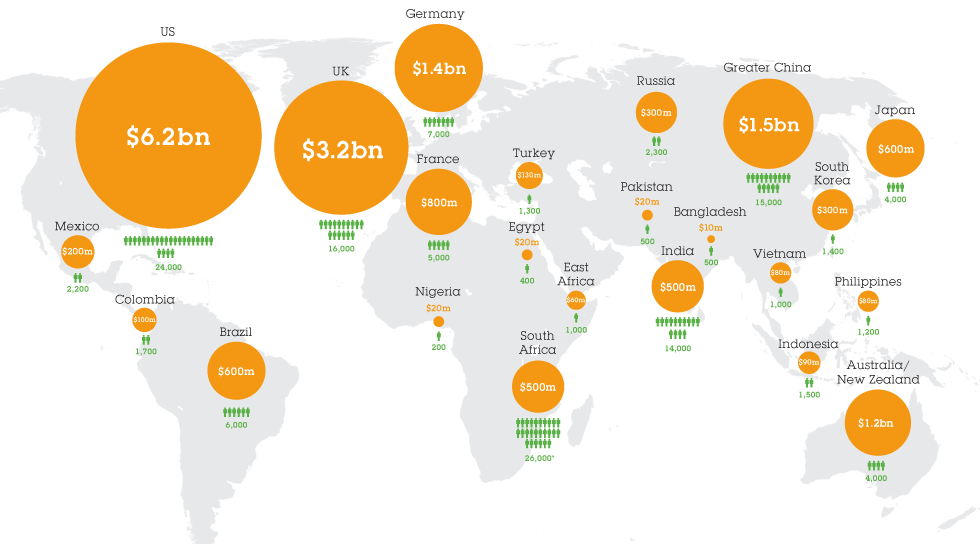 US
$6.2bn
24,000
UK
$3.2bn
16,000
Germany
$1.4bn
7,000
France
$800m
5,000
Turkey
$130m
1,300
Russia
$300m
2,300
Greater China
$1.5bn
15,000
Japan
$600m
4,000
South
Korea
$300m
1,400
Pakistan
$20m
500
Bangladesh
$10m
500
India
$500m
14,000
Vietnam
$80m
1,000
Philippines
$80m
1,200
Indonesia
$90m
1,500
Australia/
New Zealand
$1.2bn
4,000
Mexico
$200m
2,200
Colombia
$100m
1,700
Brazil
$600m
6,000
Egypt
$20m
400
East
Africa
$60m
1,000
Nigeria
$20m
200
South
Africa
$500m
26,000*